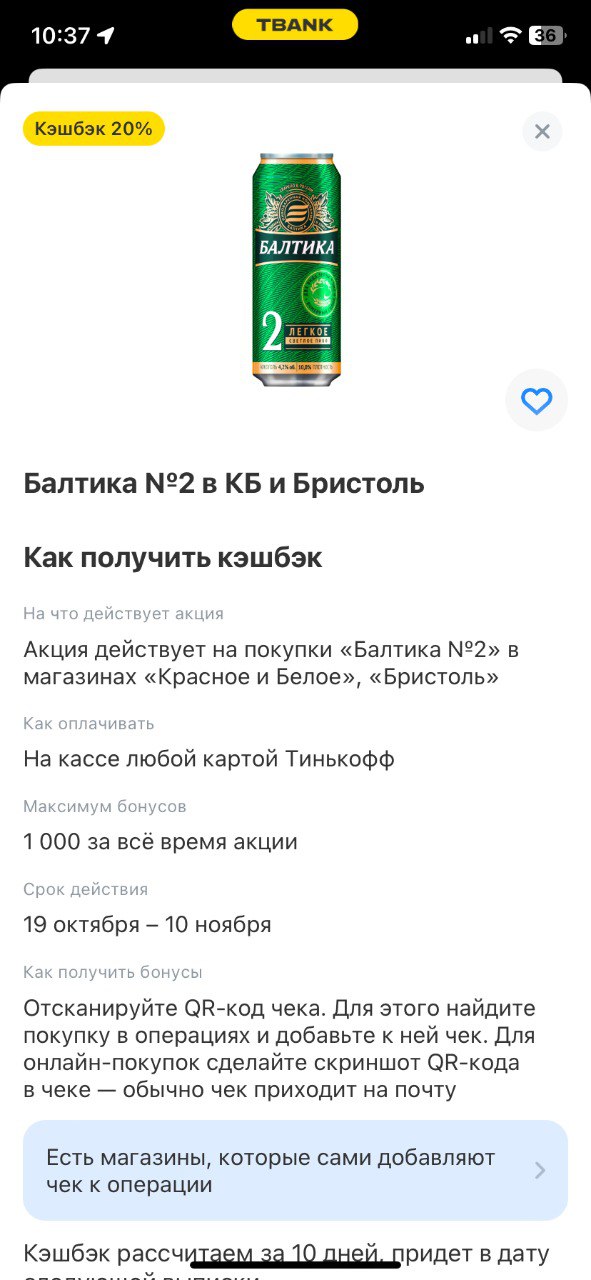 10:37
TBANK
36
Кэшбэк 20%
БАЛТИКА
2 ЛЕГКОЕ
СВЕТЛОЕ ПИВО
Балтика №2 в КБ и Бристоль
Как получить кэшбэк
На что действует акция
Акция действует на покупки «Балтика №2» в
магазинах «Красное и Белое», «Бристоль»
Как оплачивать
На кассе любой картой Тинькофф
Максимум бонусов
1 000 за всё время акции
Срок действия
19 октября – 10 ноября
Как получить бонусы
Отсканируйте QR-код чека. Для этого найдите
покупку в операциях и добавьте к ней чек. Для
онлайн-покупок сделайте скриншот QR-кода
в чеке — обычно чек приходит на почту
Есть магазины, которые сами добавляют
чек к операции
Кэшбэк рассчитаем за 10 дней, придет в дату
следующей выписки